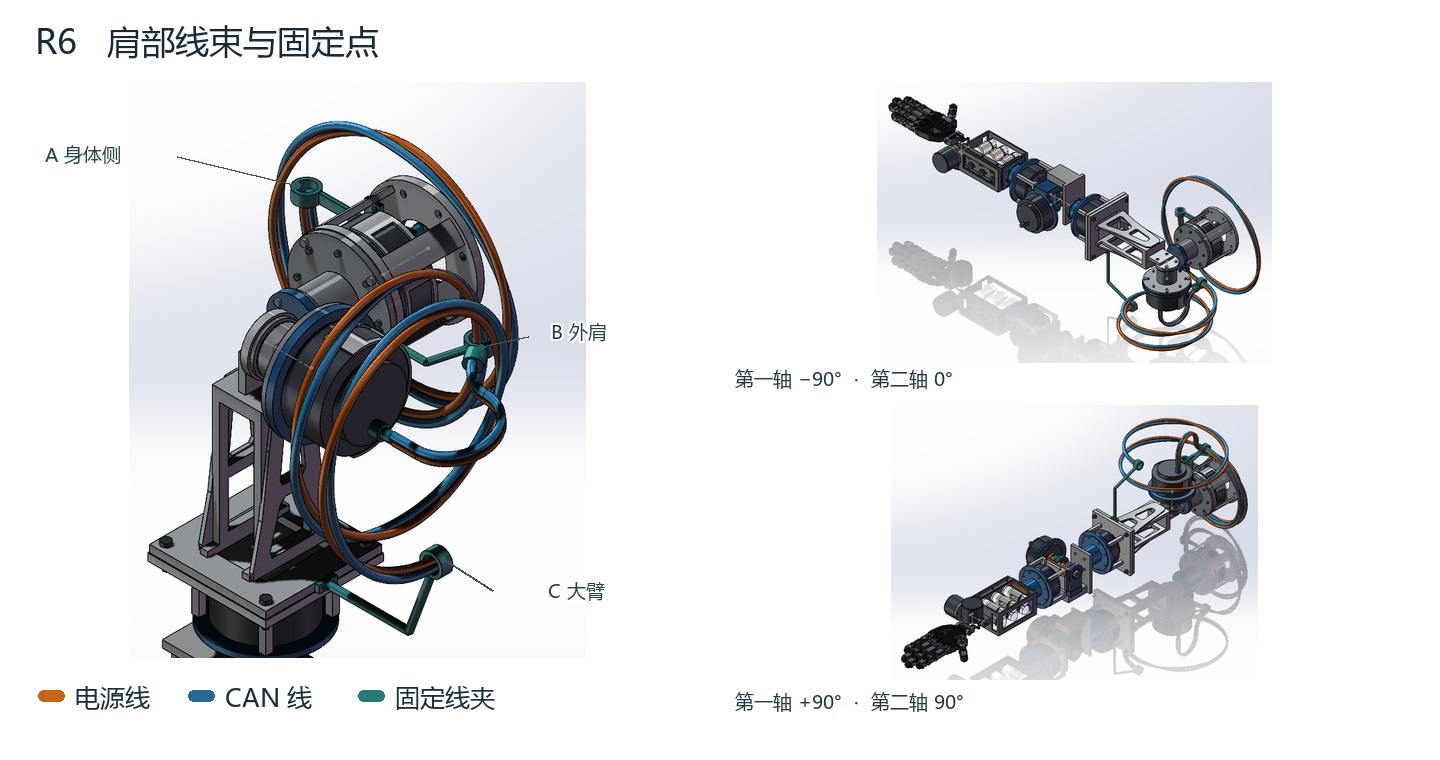 R6 肩部线束与固定点
A 身体侧
B 外肩
C 大臂
电源线
CAN 线
固定线夹
第一轴 −90° · 第二轴 0°
第一轴 +90° · 第二轴 90°